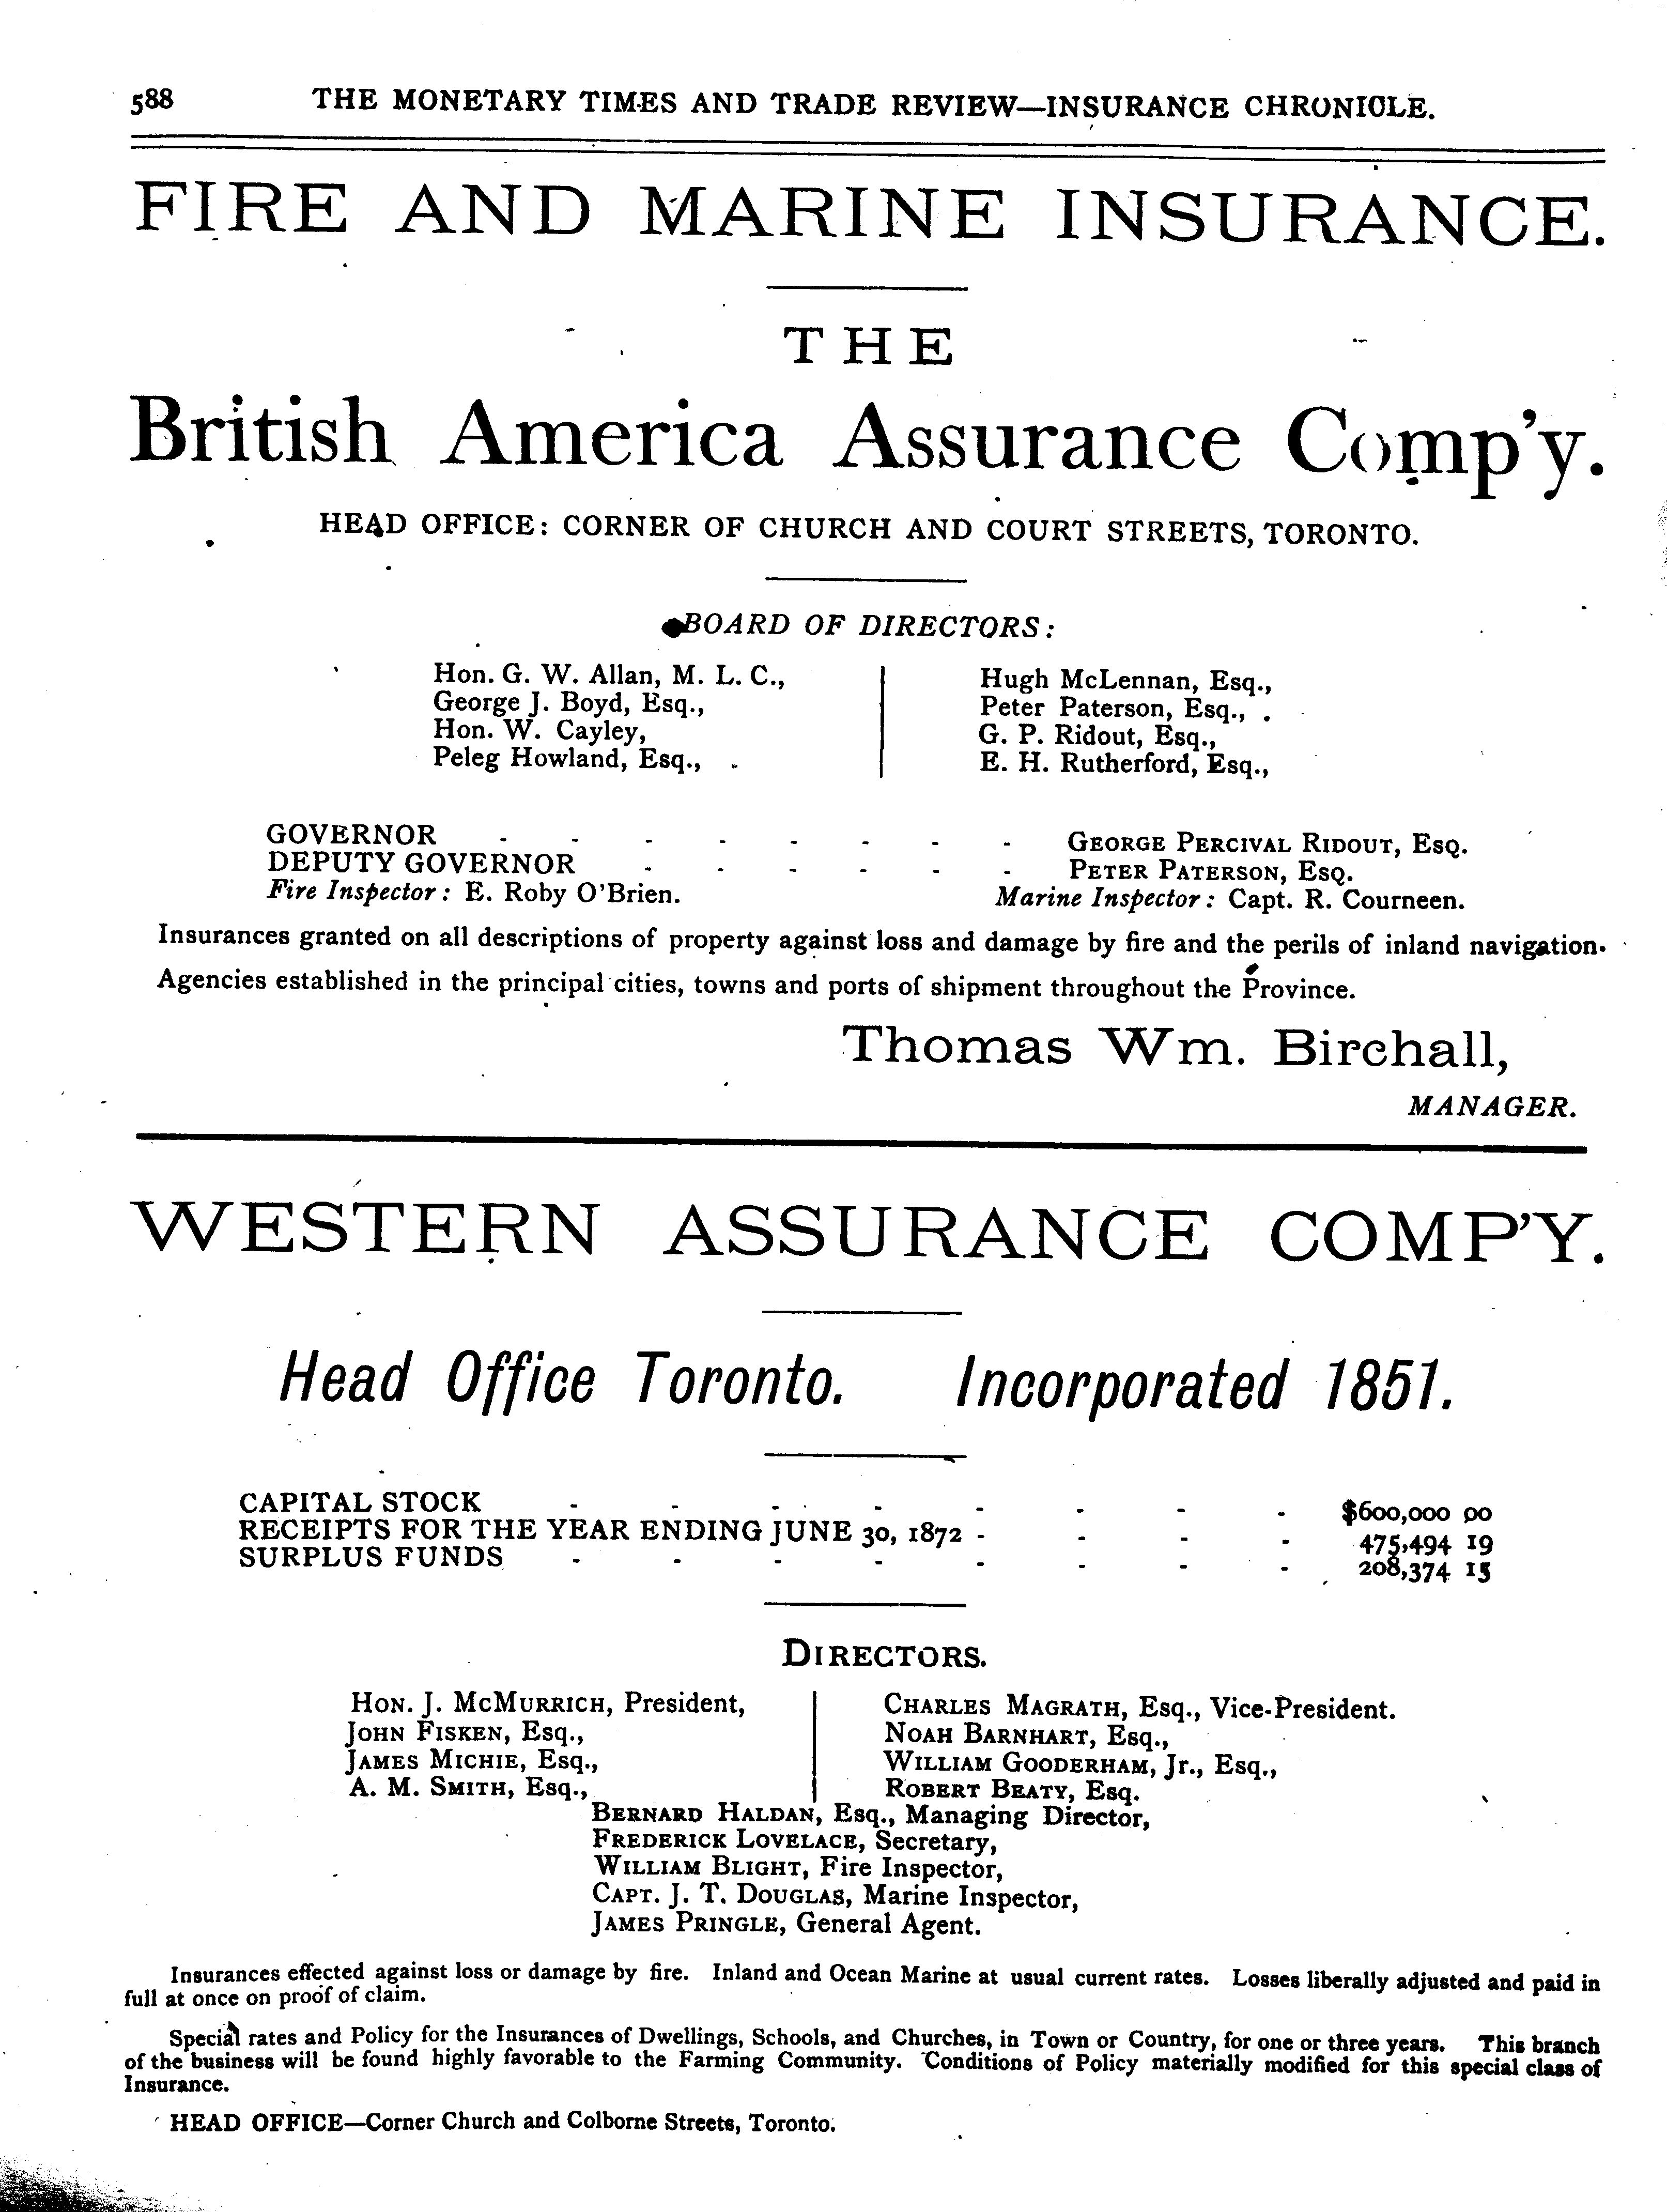 588 THE MONETARY TIMES AND TRADE REVIEW—INSURANCE CHRONICLE.
FIRE AND MARINE INSURANCE.
THE
British America Assurance Comp'y.
HEAD OFFICE: CORNER OF CHURCH AND COURT STREETS, TORONTO.
BOARD OF DIRECTORS:
Hon. G. W. Allan, M. L. C.,
George J. Boyd, Esq.,
Hon. W. Cayley,
Peleg Howland, Esq.,
Hugh McLennan, Esq.,
Peter Paterson, Esq.,
G. P. Ridout, Esq.,
E. H. Rutherford, Esq.,
GOVERNOR - - - - - - - - GEORGE PERCIVAL RIDOUT, ESQ.
DEPUTY GOVERNOR - - - - - - PETER PATERSON, ESQ.
Fire Inspector: E. Roby O'Brien. Marine Inspector: Capt. R. Courneen.
Insurances granted on all descriptions of property against loss and damage by fire and the perils of inland navigation.
Agencies established in the principal cities, towns and ports of shipment throughout the Province.
Thomas Wm. Birchall,
MANAGER.
WESTERN ASSURANCE COMP'Y.
Head Office Toronto. Incorporated 1851.
CAPITAL STOCK - - - - - - - - $600,000 00
RECEIPTS FOR THE YEAR ENDING JUNE 30, 1872 - - - - 475,494 19
SURPLUS FUNDS - - - - - - - - 208,374 15
DIRECTORS.
HON. J. MCMURRICH, President,
JOHN FISKEN, Esq.,
JAMES MICHIE, Esq.,
A. M. SMITH, Esq.,
CHARLES MAGRATH, Esq., Vice-President.
NOAH BARNHART, Esq.,
WILLIAM GOODERHAM, Jr., Esq.,
ROBERT BEATY, Esq.
BERNARD HALDAN, Esq., Managing Director,
FREDERICK LOVELACE, Secretary,
WILLIAM BLIGHT, Fire Inspector,
CAPT. J. T. DOUGLAS, Marine Inspector,
JAMES PRINGLE, General Agent.
Insurances effected against loss or damage by fire. Inland and Ocean Marine at usual current rates. Losses liberally adjusted and paid in
full at once on proof of claim.
Special rates and Policy for the Insurances of Dwellings, Schools, and Churches, in Town or Country, for one or three years. This branch
of the business will be found highly favorable to the Farming Community. Conditions of Policy materially modified for this special class of
Insurance.
HEAD OFFICE—Corner Church and Colborne Streets, Toronto.